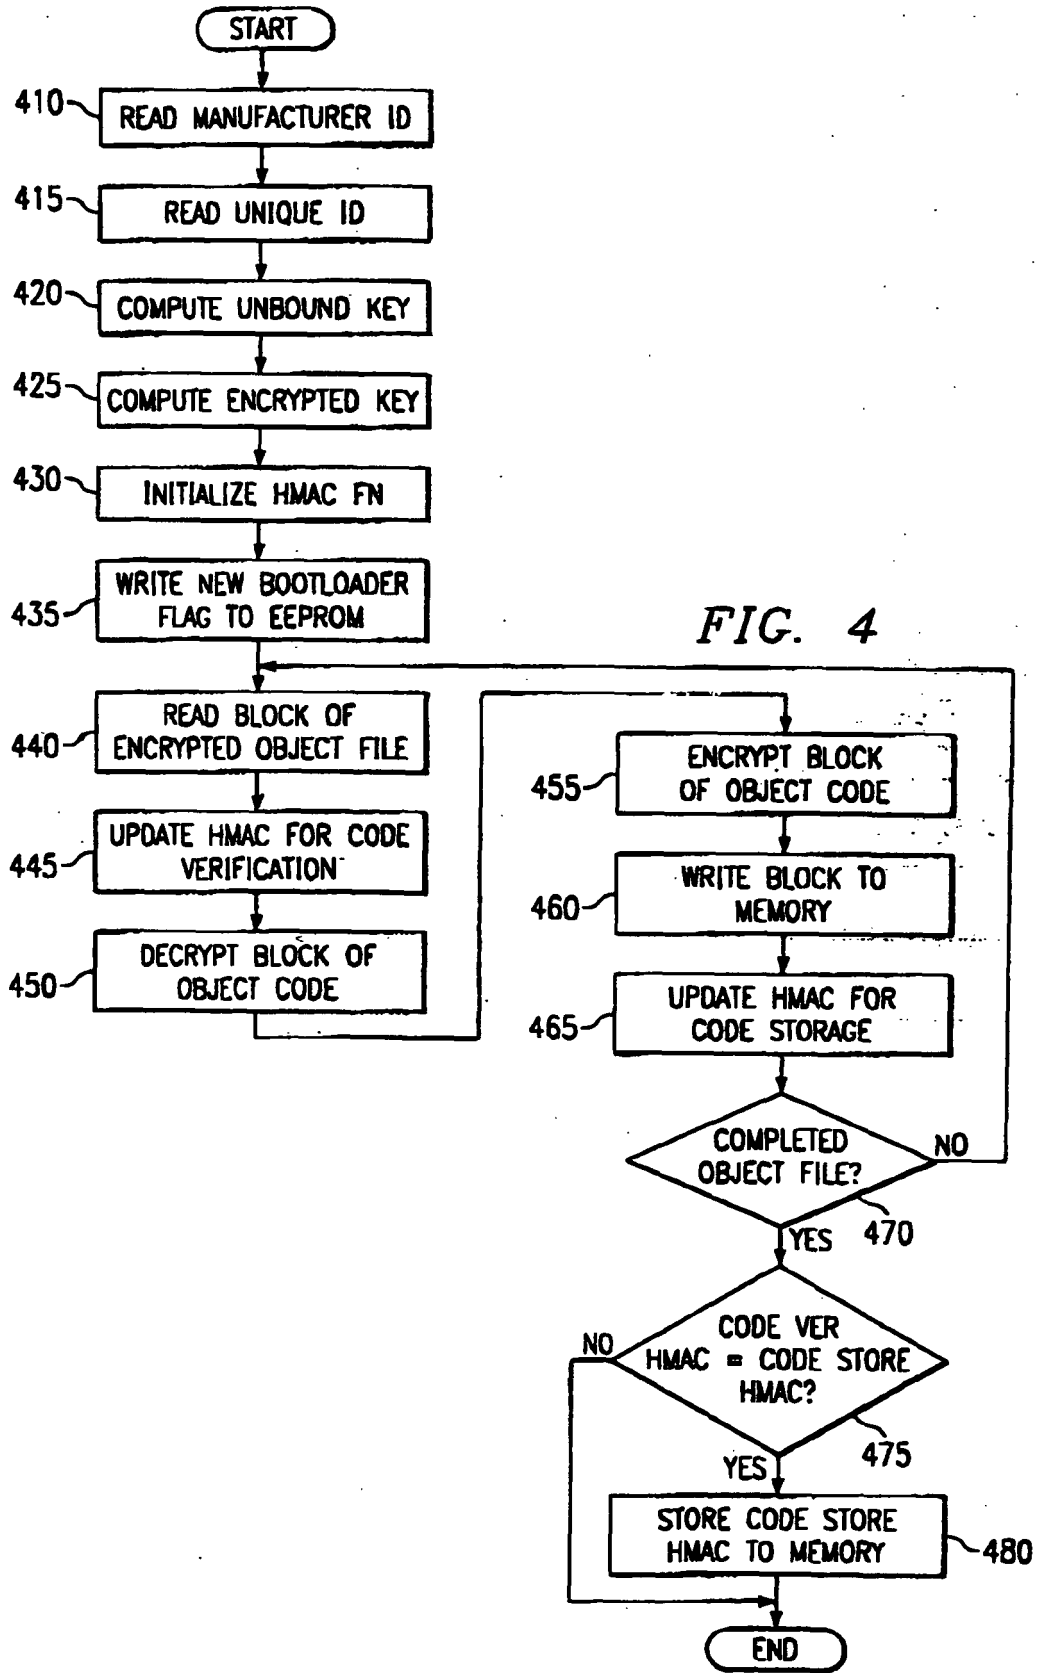 START
410
READ MANUFACTURER ID
415
READ UNIQUE ID
420
COMPUTE UNBOUND KEY
425
COMPUTE ENCRYPTED KEY
430
INITIALIZE HMAC FN
435
WRITE NEW BOOTLOADER
FLAG TO EEPROM
FIG. 4
440
READ BLOCK OF
ENCRYPTED OBJECT FILE
445
UPDATE HMAC FOR CODE
VERIFICATION
450
DECRYPT BLOCK OF
OBJECT CODE
455
ENCRYPT BLOCK
OF OBJECT CODE
460
WRITE BLOCK TO
MEMORY
465
UPDATE HMAC FOR
CODE STORAGE
COMPLETED
OBJECT FILE?
NO
470
YES
CODE VER
HMAC = CODE STORE
HMAC?
NO
475
YES
STORE CODE STORE
HMAC TO MEMORY
480
END